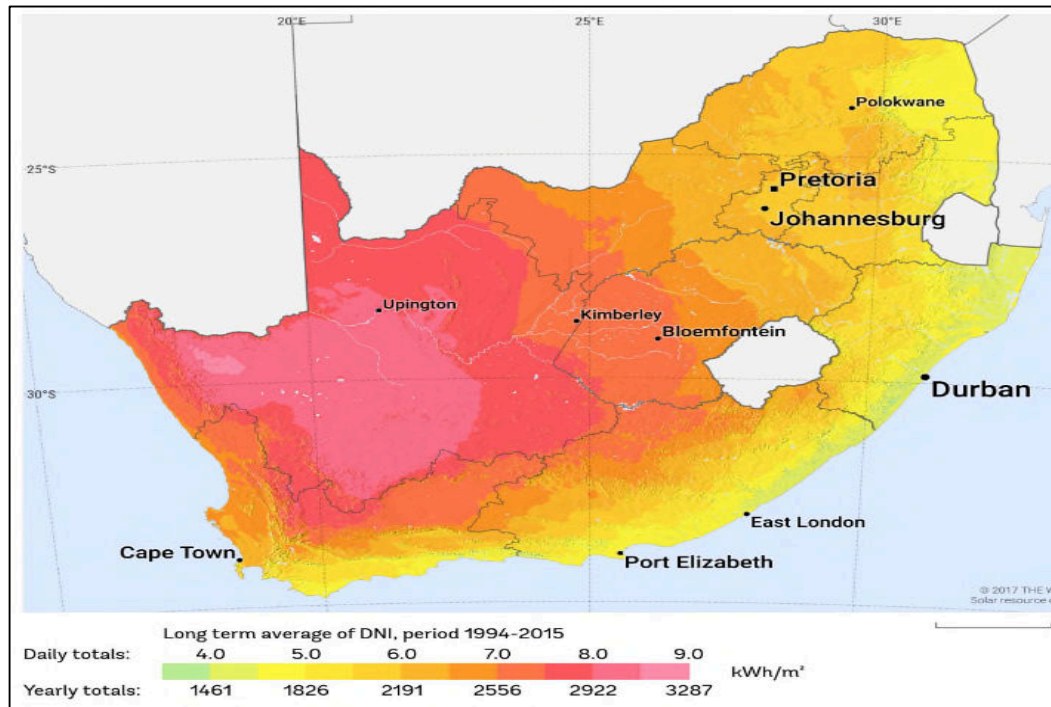 20°E 25°E 30°E
Polokwane
25°S
Pretoria
Johannesburg
Upington
Kimberley
Bloemfontein
30°S
Durban
East London
Cape Town
Port Elizabeth
© 2017 THE W
Solar resource
Long term average of DNI, period 1994-2015
Daily totals: 4.0 5.0 6.0 7.0 8.0 9.0
kWh/m²
Yearly totals: 1461 1826 2191 2556 2922 3287